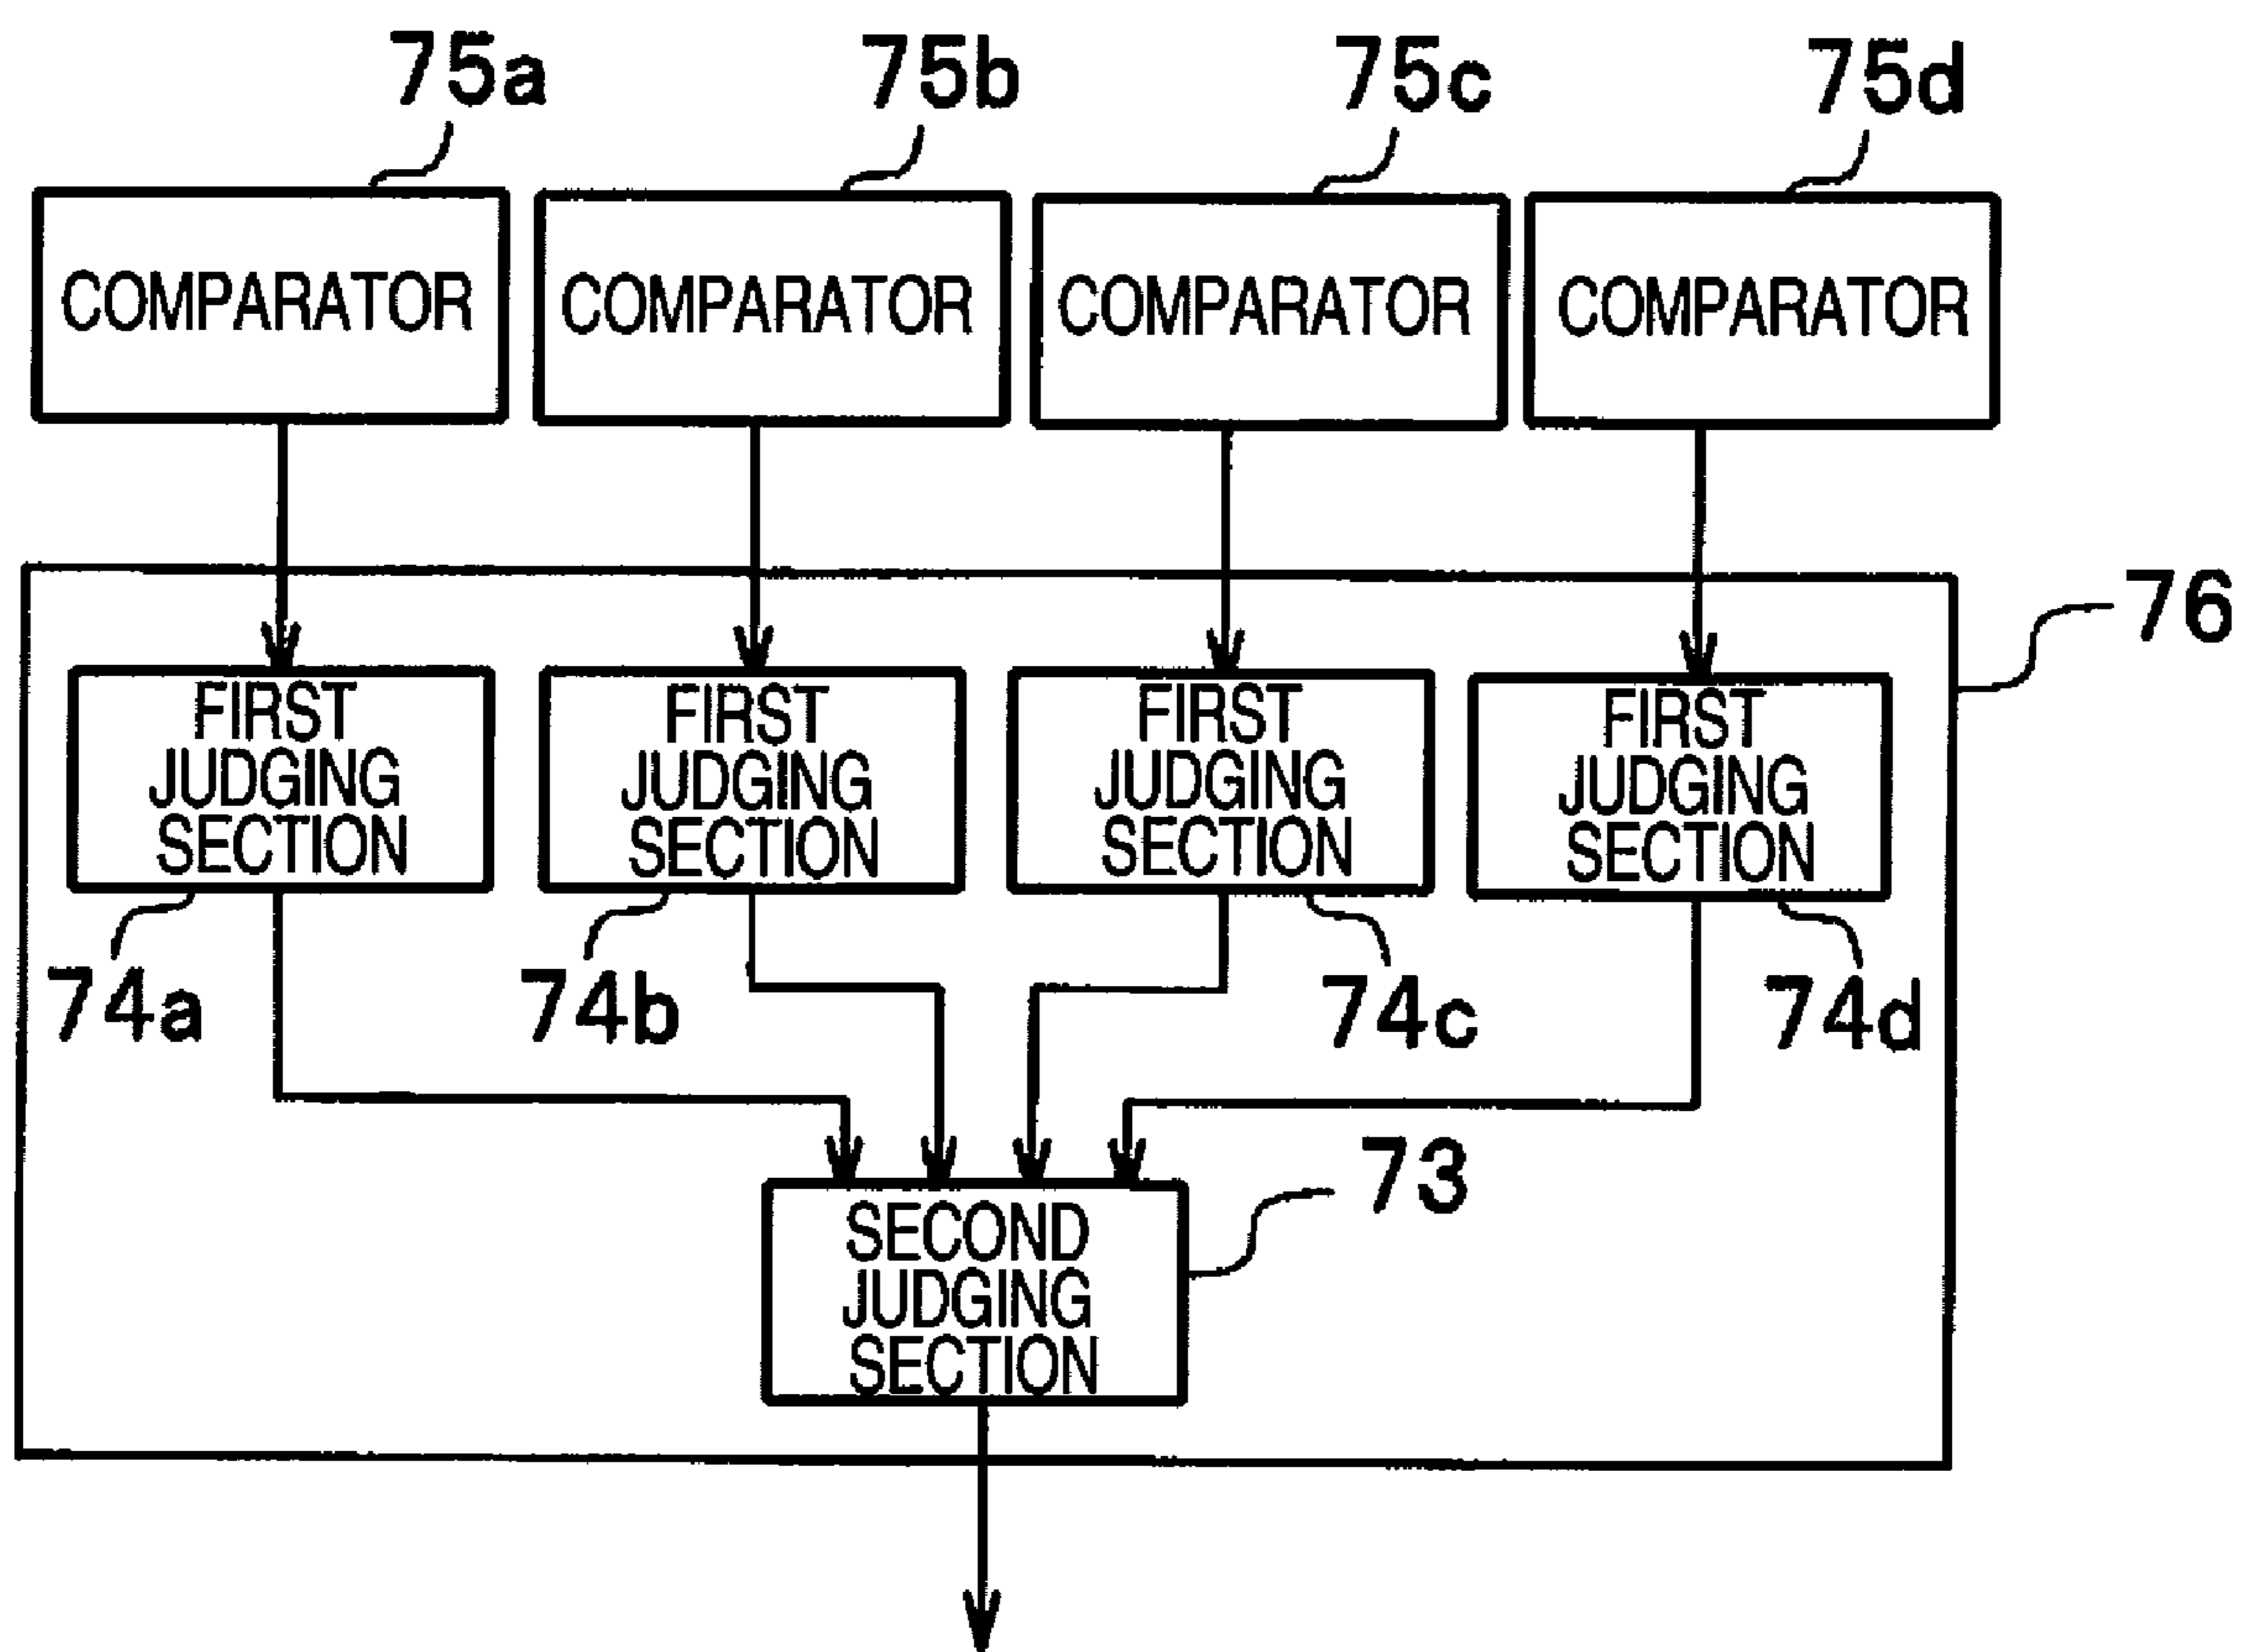 75a
75b
75c
75d
COMPARATOR
COMPARATOR
COMPARATOR
COMPARATOR
76
FIRST
JUDGING
SECTION
FIRST
JUDGING
SECTION
FIRST
JUDGING
SECTION
FIRST
JUDGING
SECTION
74a
74b
74c
74d
73
SECOND
JUDGING
SECTION